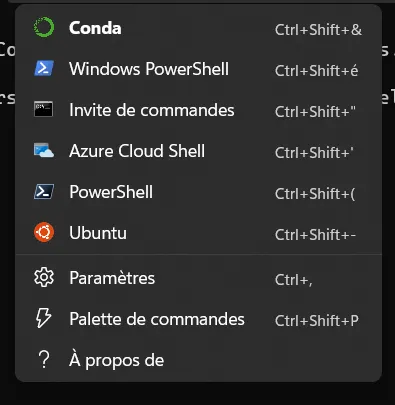 Conda Ctrl+Shift+&
Windows PowerShell Ctrl+Shift+é
Invite de commandes Ctrl+Shift+"
Azure Cloud Shell Ctrl+Shift+'
PowerShell Ctrl+Shift+(
Ubuntu Ctrl+Shift+-
Paramètres Ctrl+,
Palette de commandes Ctrl+Shift+P
À propos de